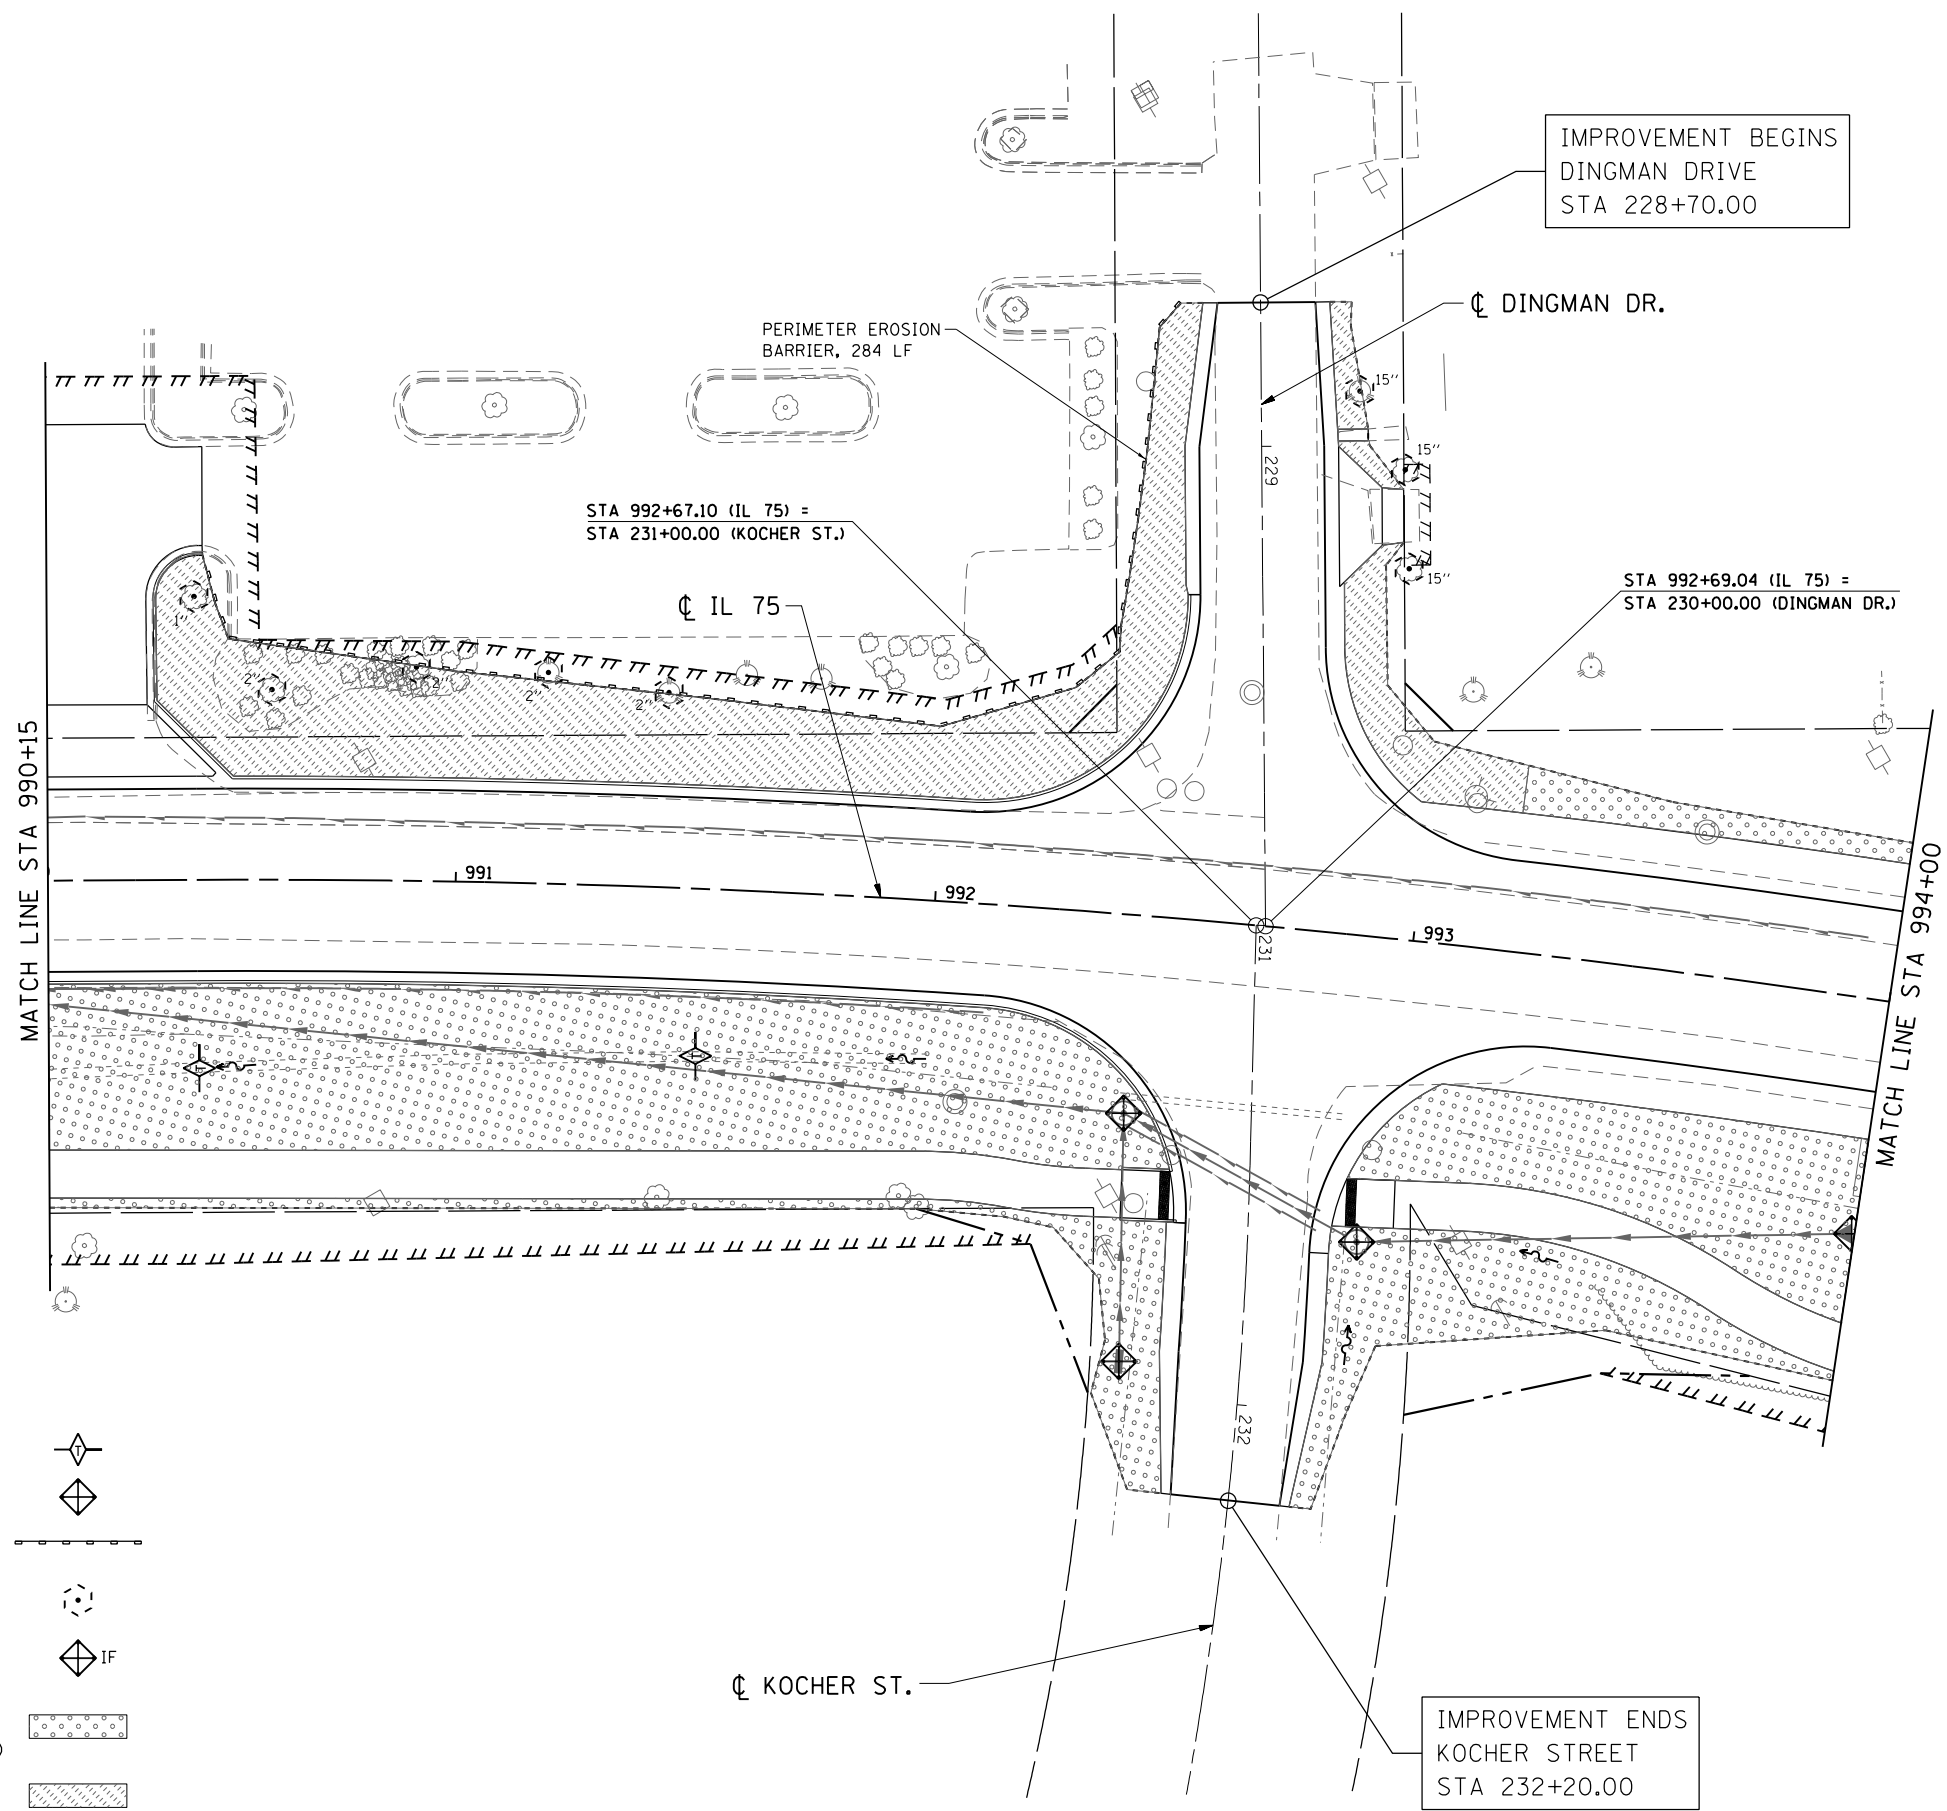 IMPROVEMENT BEGINS
DINGMAN DRIVE
STA 228+70.00
℄ DINGMAN DR.
PERIMETER EROSION
BARRIER, 284 LF
15''
15''
15''
229
STA 992+67.10 (IL 75) =
STA 231+00.00 (KOCHER ST.)
STA 992+69.04 (IL 75) =
STA 230+00.00 (DINGMAN DR.)
℄ IL 75
1''
2''
2''
2''
2''
MATCH LINE STA 990+15
MATCH LINE STA 994+00
991
992
993
231
T
T
232
T
IF
℄ KOCHER ST.
IMPROVEMENT ENDS
KOCHER STREET
STA 232+20.00